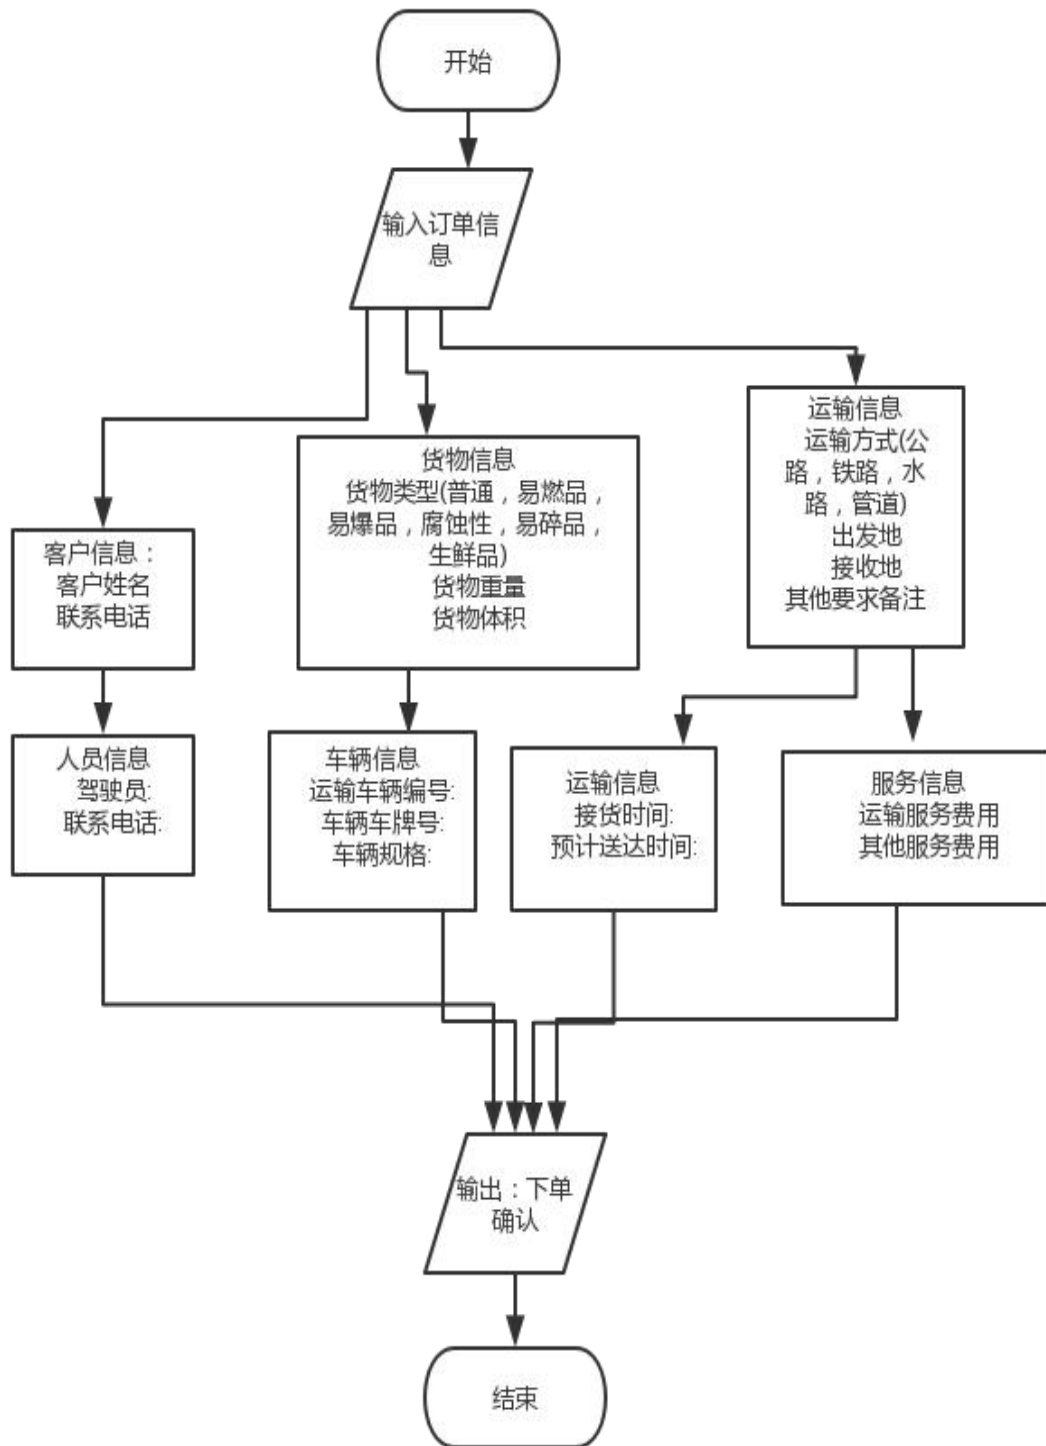 开始
输入订单信
息
客户信息：
客户姓名
联系电话
货物信息
货物类型(普通，易燃品，
易爆品，腐蚀性，易碎品，
生鲜品)
货物重量
货物体积
运输信息
运输方式(公
路，铁路，水
路，管道)
出发地
接收地
其他要求备注
人员信息
驾驶员:
联系电话:
车辆信息
运输车辆编号:
车辆车牌号:
车辆规格:
运输信息
接货时间:
预计送达时间:
服务信息
运输服务费用
其他服务费用
输出：下单
确认
结束